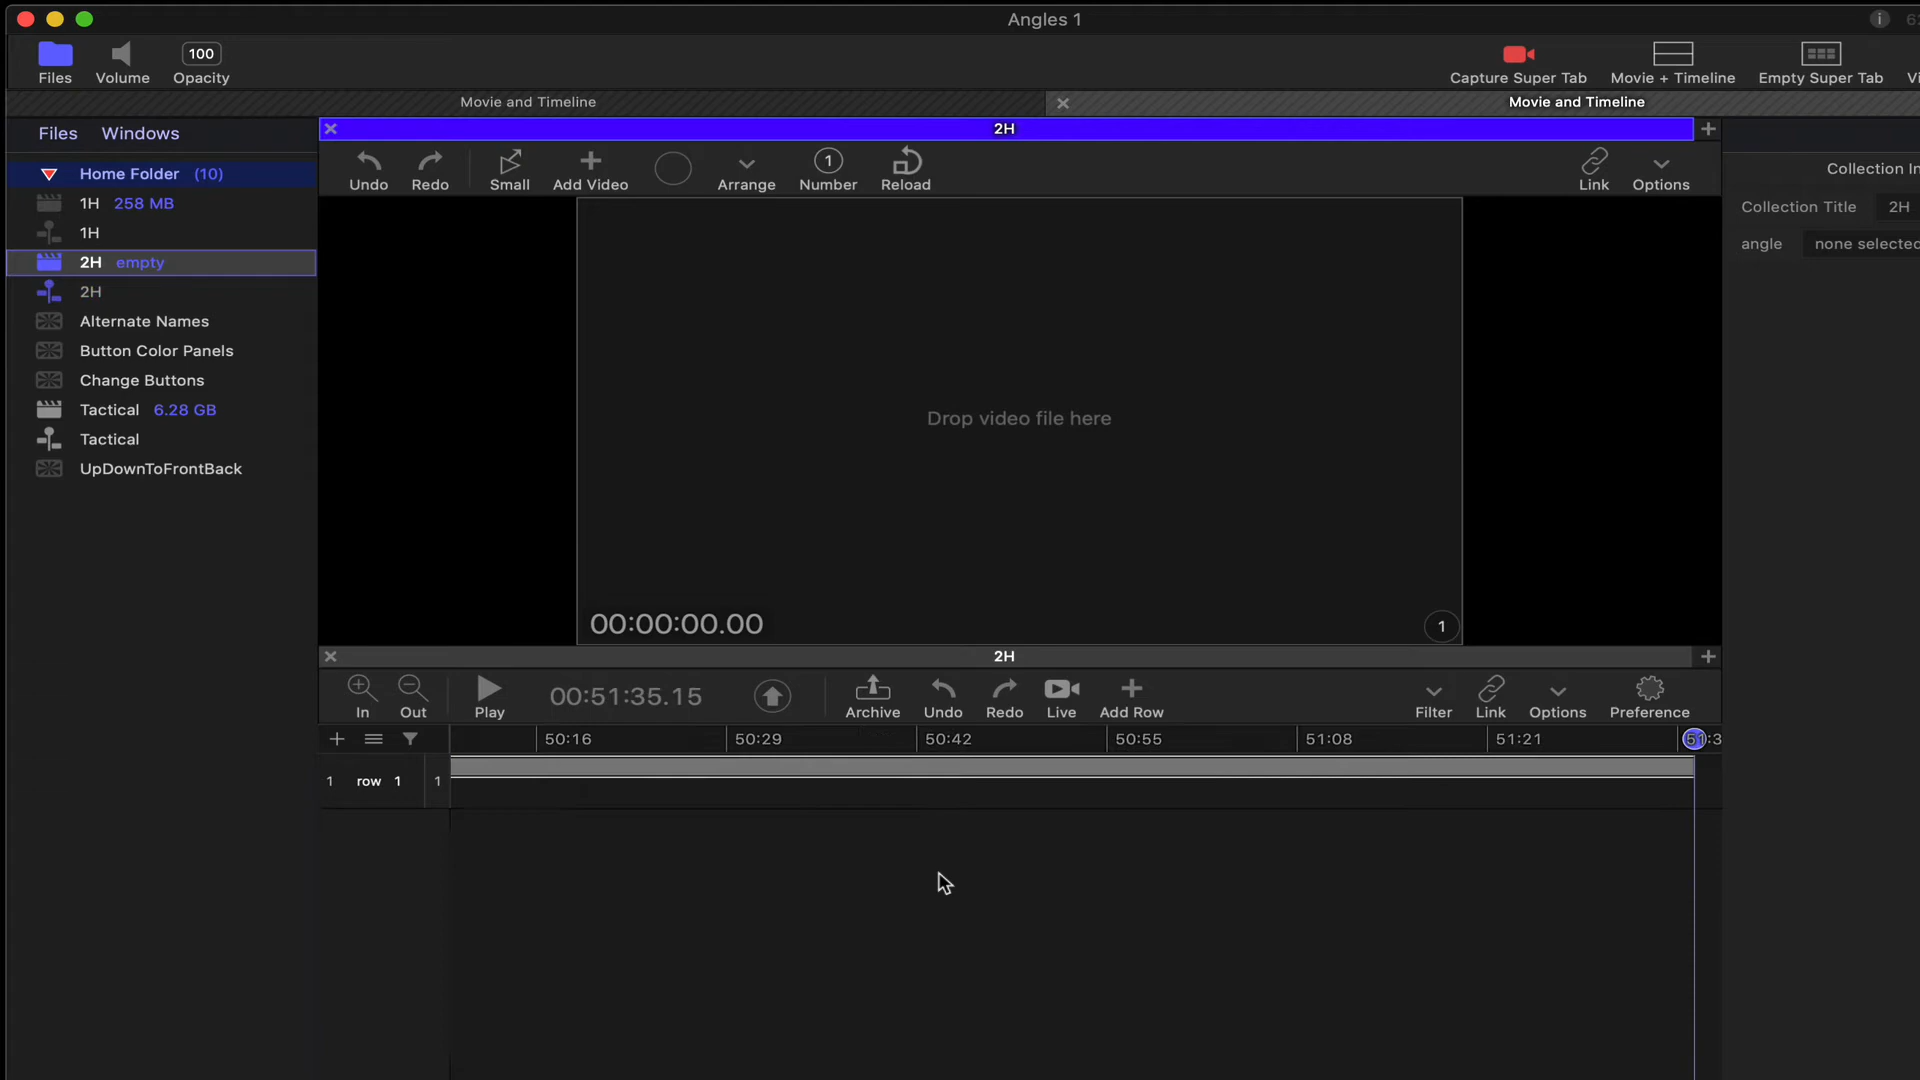 Angles 1
Files
Volume
100
Opacity
Capture Super Tab
Movie + Timeline
Empty Super Tab
Movie and Timeline
Movie and Timeline
Files
Windows
Home Folder (10)
1H 258 MB
1H
2H empty
2H
Alternate Names
Button Color Panels
Change Buttons
Tactical 6.28 GB
Tactical
UpDownToFrontBack
2H
Undo
Redo
Small
Add Video
Arrange
1
Number
Reload
Link
Options
Drop video file here
00:00:00.00
1
Collection Title 2H
angle none selected
2H
In
Out
Play
00:51:35.15
Archive
Undo
Redo
Live
Add Row
Filter
Link
Options
Preference
50:16
50:29
50:42
50:55
51:08
51:21
1 row 1 1